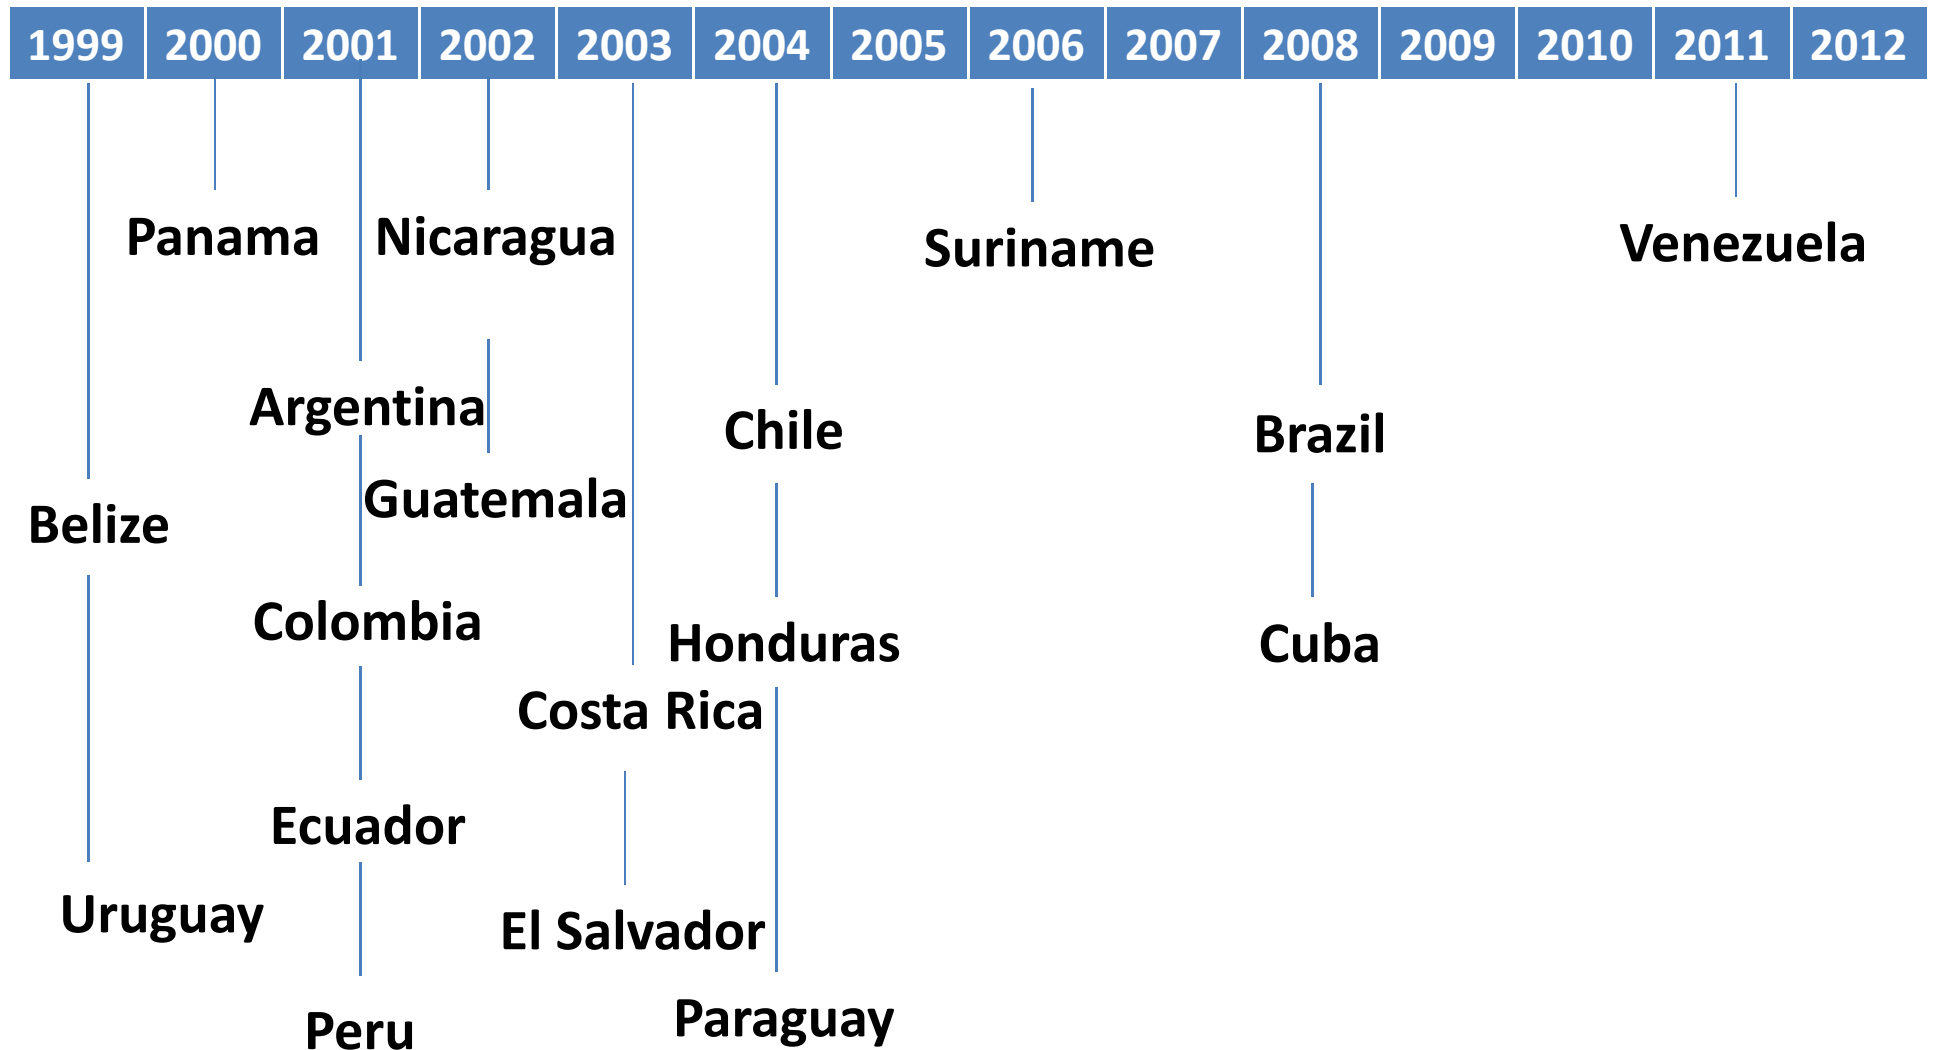 1999 2000 2001 2002 2003 2004 2005 2006 2007 2008 2009 2010 2011 2012
Panama Nicaragua Suriname Venezuela
Argentina Chile Brazil
Guatemala
Belize
Colombia Honduras Cuba
Costa Rica
Ecuador
Uruguay El Salvador
Peru Paraguay